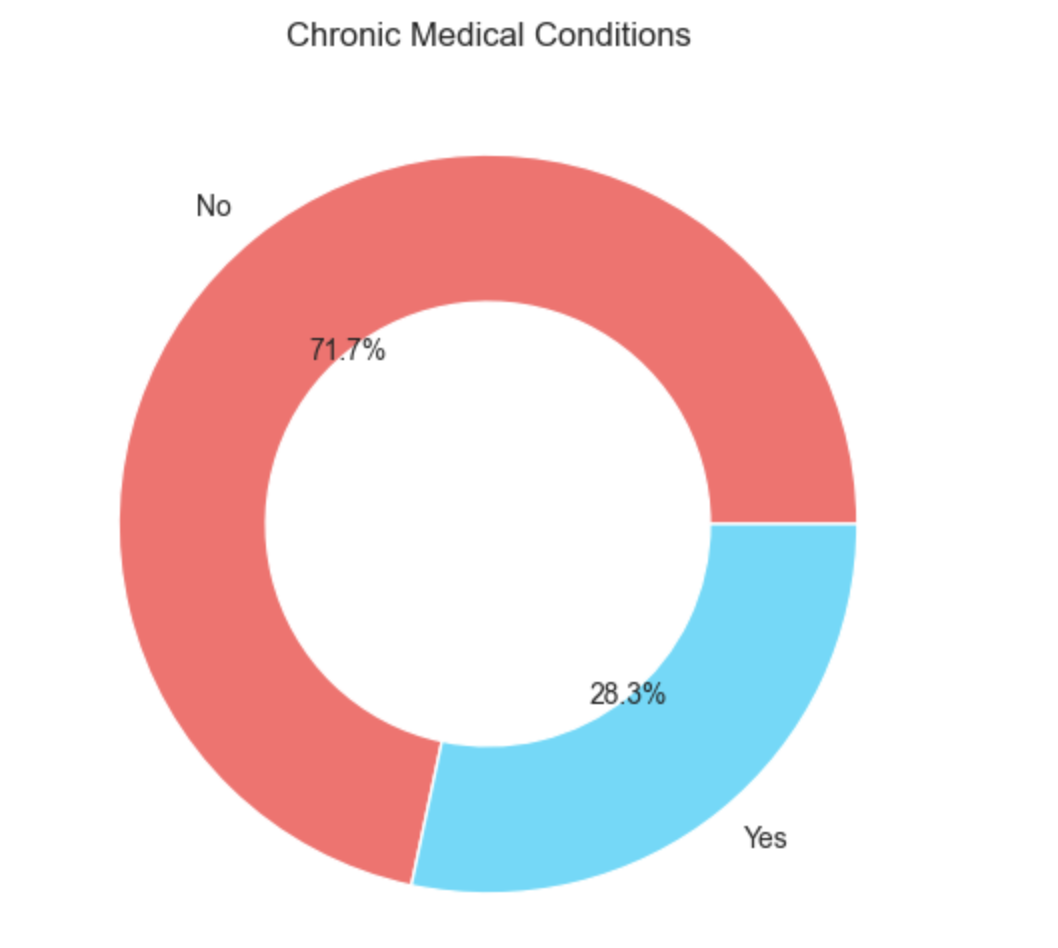 Chronic Medical Conditions
No
71.7%
28.3%
Yes